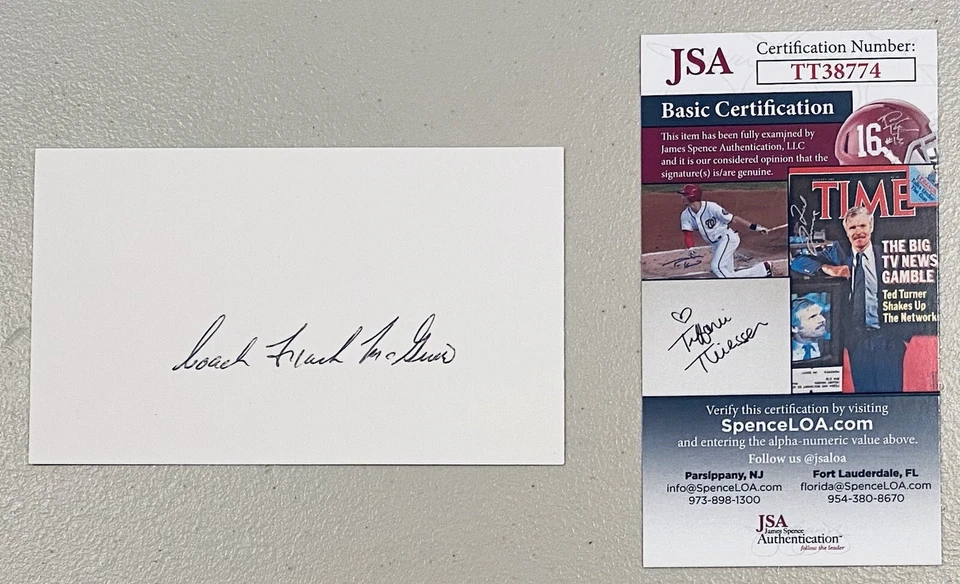 Coach Frank McGuire
JSA
Certification Number:
TT38774
Basic Certification
This item has been fully examined by
James Spence Authentication, LLC
and it is our considered opinion that the
signature(s) is/are genuine.
16
TIME
THE BIG
TV NEWS
GAMBLE
Ted Turner
Shakes Up
The Network
Tiffani
Thiessen
Verify this certification by visiting
SpenceLOA.com
and entering the alpha-numeric value above.
Follow us @jsaloa
Parsippany, NJ
info@SpenceLOA.com
973-898-1300
Fort Lauderdale, FL
florida@SpenceLOA.com
954-380-8670
JSA
James Spence
Authentication
follow the leader